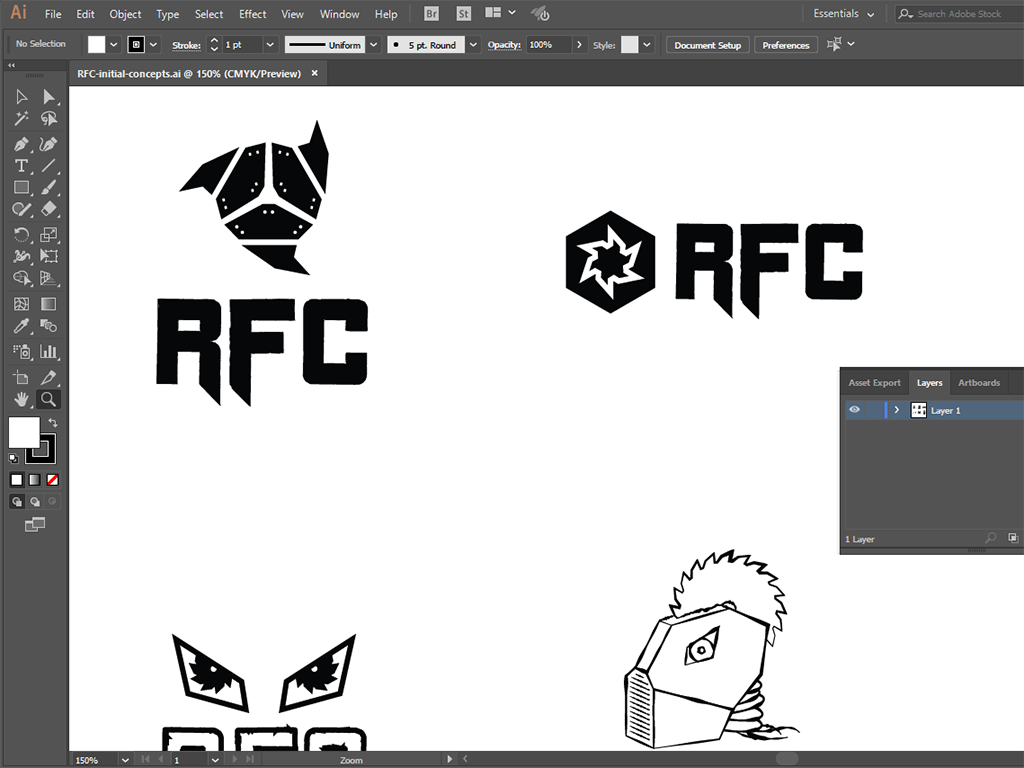 Ai File Edit Object Type Select Effect View Window Help Br St Essentials Search Adobe Stock
No Selection Stroke: 1 pt Uniform 5 pt. Round Opacity: 100% Style: Document Setup Preferences
RFC-initial-concepts.ai @ 150% (CMYK/Preview) ×
RFC
RFC
Asset Export Layers Artboards
Layer 1
1 Layer
RFC
150% 1 Zoom